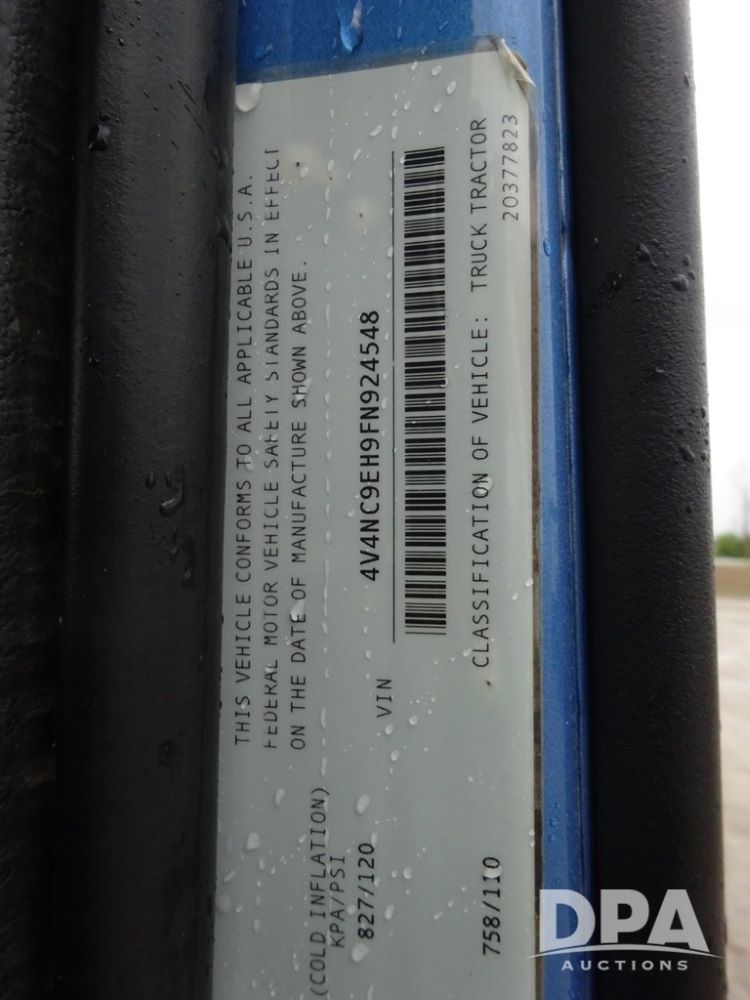 THIS VEHICLE CONFORMS TO ALL APPLICABLE U.S.A.
FEDERAL MOTOR VEHICLE SAFETY STANDARDS IN EFFECT
ON THE DATE OF MANUFACTURE SHOWN ABOVE.
(COLD INFLATION)
KPA/PSI
827/120
VIN 4V4NC9EH9FN924548
758/110
CLASSIFICATION OF VEHICLE: TRUCK TRACTOR
20377823
DPA
AUCTIONS